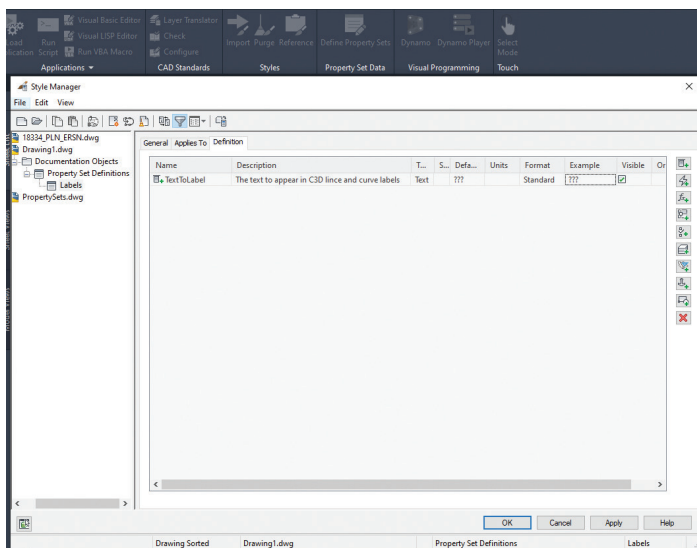 Visual Basic Editor Layer Translator
Run Visual LISP Editor Check Import Purge Reference Define Property Sets Dynamo Dynamo Player Select
Script Run VBA Macro Configure Mode
Applications CAD Standards Styles Property Set Data Visual Programming Touch
Style Manager
File Edit View
18334_PLN_ERSN.dwg
Drawing1.dwg
Documentation Objects
Property Set Definitions
Labels
PropertySets.dwg
General Applies To Definition
Name Description T... S... Defa... Units Format Example Visible Or
TextToLabel The text to appear in C3D lince and curve labels Text ??? Standard ???
OK Cancel Apply Help
Drawing Sorted Drawing1.dwg Property Set Definitions Labels